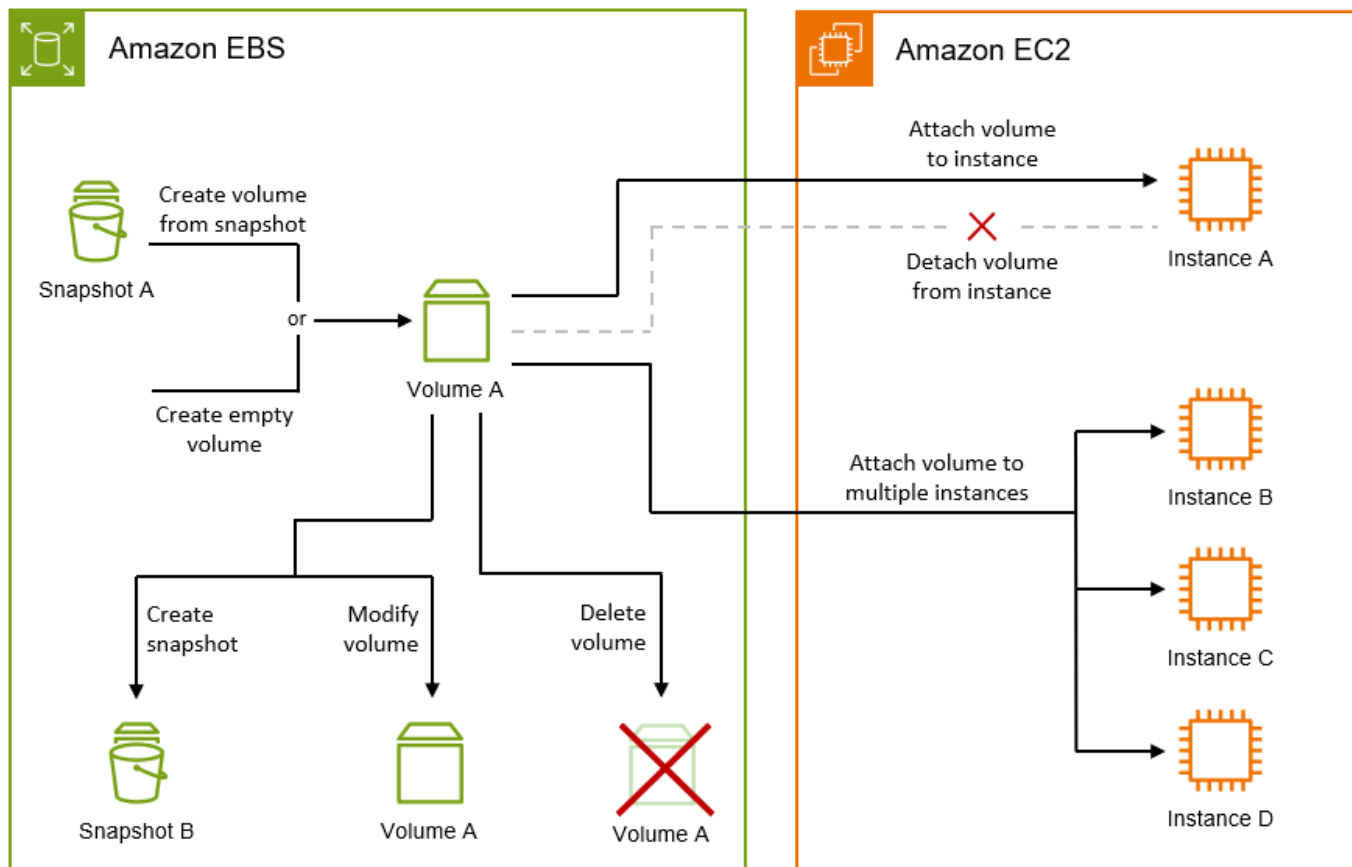 Amazon EBS
Amazon EC2
Attach volume
to instance
Create volume
from snapshot
Snapshot A
Detach volume
from instance
Instance A
or
Volume A
Create empty
volume
Attach volume to
multiple instances
Instance B
Create
snapshot
Modify
volume
Delete
volume
Instance C
Snapshot B
Volume A
Volume A
Instance D